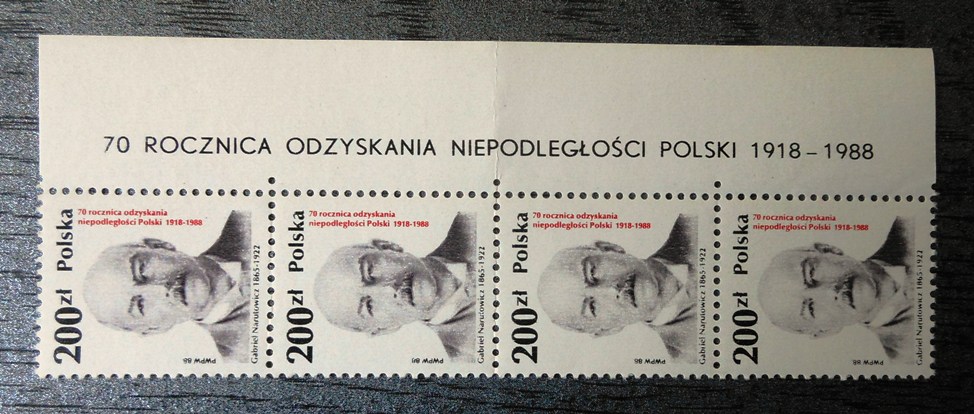 70 ROCZNICA ODZYSKANIA NIEPODLEGŁOŚCI POLSKI 1918-1988
70 rocznica odzyskania
niepodległości Polski 1918-1988
200zł Polska
Gabriel Narutowicz 1865-1922
PWPW 88
70 rocznica odzyskania
niepodległości Polski 1918-1988
200zł Polska
Gabriel Narutowicz 1865-1922
PWPW 88
70 rocznica odzyskania
niepodległości Polski 1918-1988
200zł Polska
Gabriel Narutowicz 1865-1922
PWPW 88
70 rocznica odzyskania
niepodległości Polski 1918-1988
200zł Polska
Gabriel Narutowicz 1865-1922
PWPW 88